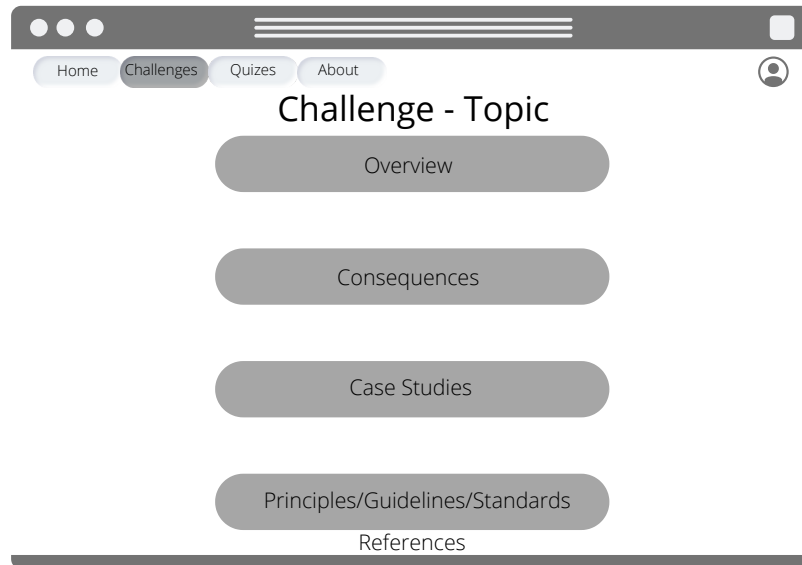 Home Challenges Quizes About
Challenge - Topic
Overview
Consequences
Case Studies
Principles/Guidelines/Standards
References